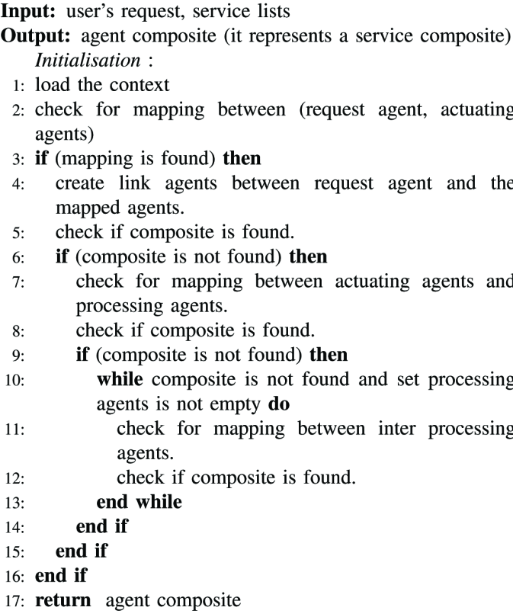 Input: user's request, service lists
Output: agent composite (it represents a service composite)
Initialisation :
1: load the context
2: check for mapping between (request agent, actuating
agents)
3: if (mapping is found) then
4: create link agents between request agent and the
mapped agents.
5: check if composite is found.
6: if (composite is not found) then
7: check for mapping between actuating agents and
processing agents.
8: check if composite is found.
9: if (composite is not found) then
10: while composite is not found and set processing
agents is not empty do
11: check for mapping between inter processing
agents.
12: check if composite is found.
13: end while
14: end if
15: end if
16: end if
17: return agent composite